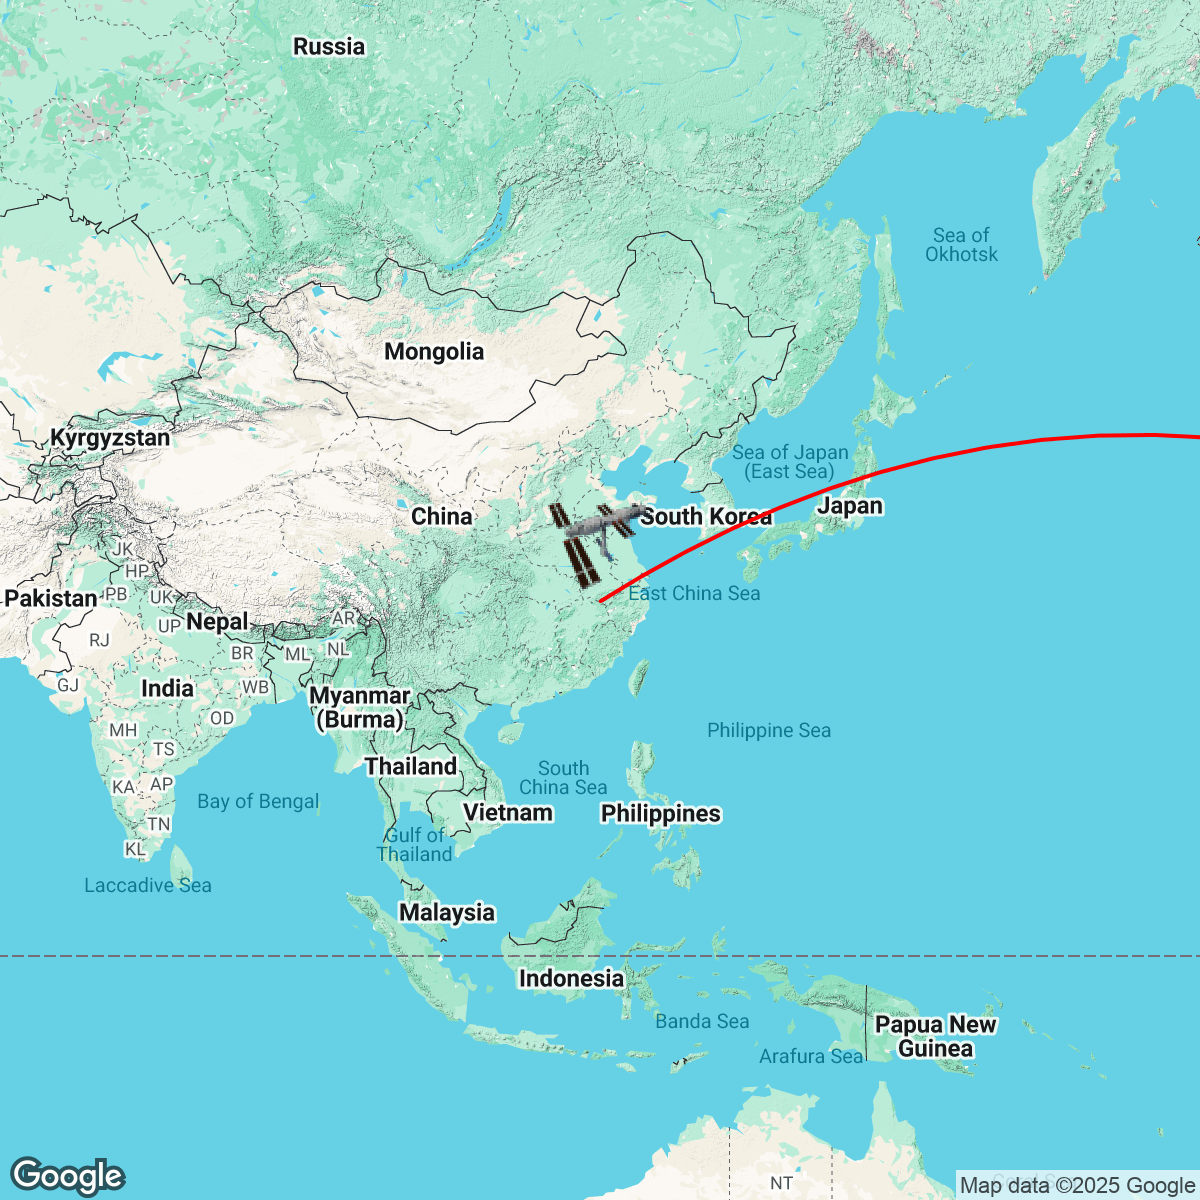 Russia
Sea of
Okhotsk
Mongolia
Kyrgyzstan
Sea of Japan
(East Sea)
China
South Korea
Japan
JK
HP
Pakistan
PB
UK
East China Sea
Nepal
AR
UP
RJ
BR
ML
NL
GJ
India
WB
Myanmar
(Burma)
OD
MH
Philippine Sea
TS
Thailand
South
China Sea
KA
AP
Bay of Bengal
Vietnam
Philippines
TN
Gulf of
Thailand
KL
Laccadive Sea
Malaysia
Indonesia
Banda Sea
Papua New
Guinea
Arafura Sea
NT
Google
Map data ©2025 Google